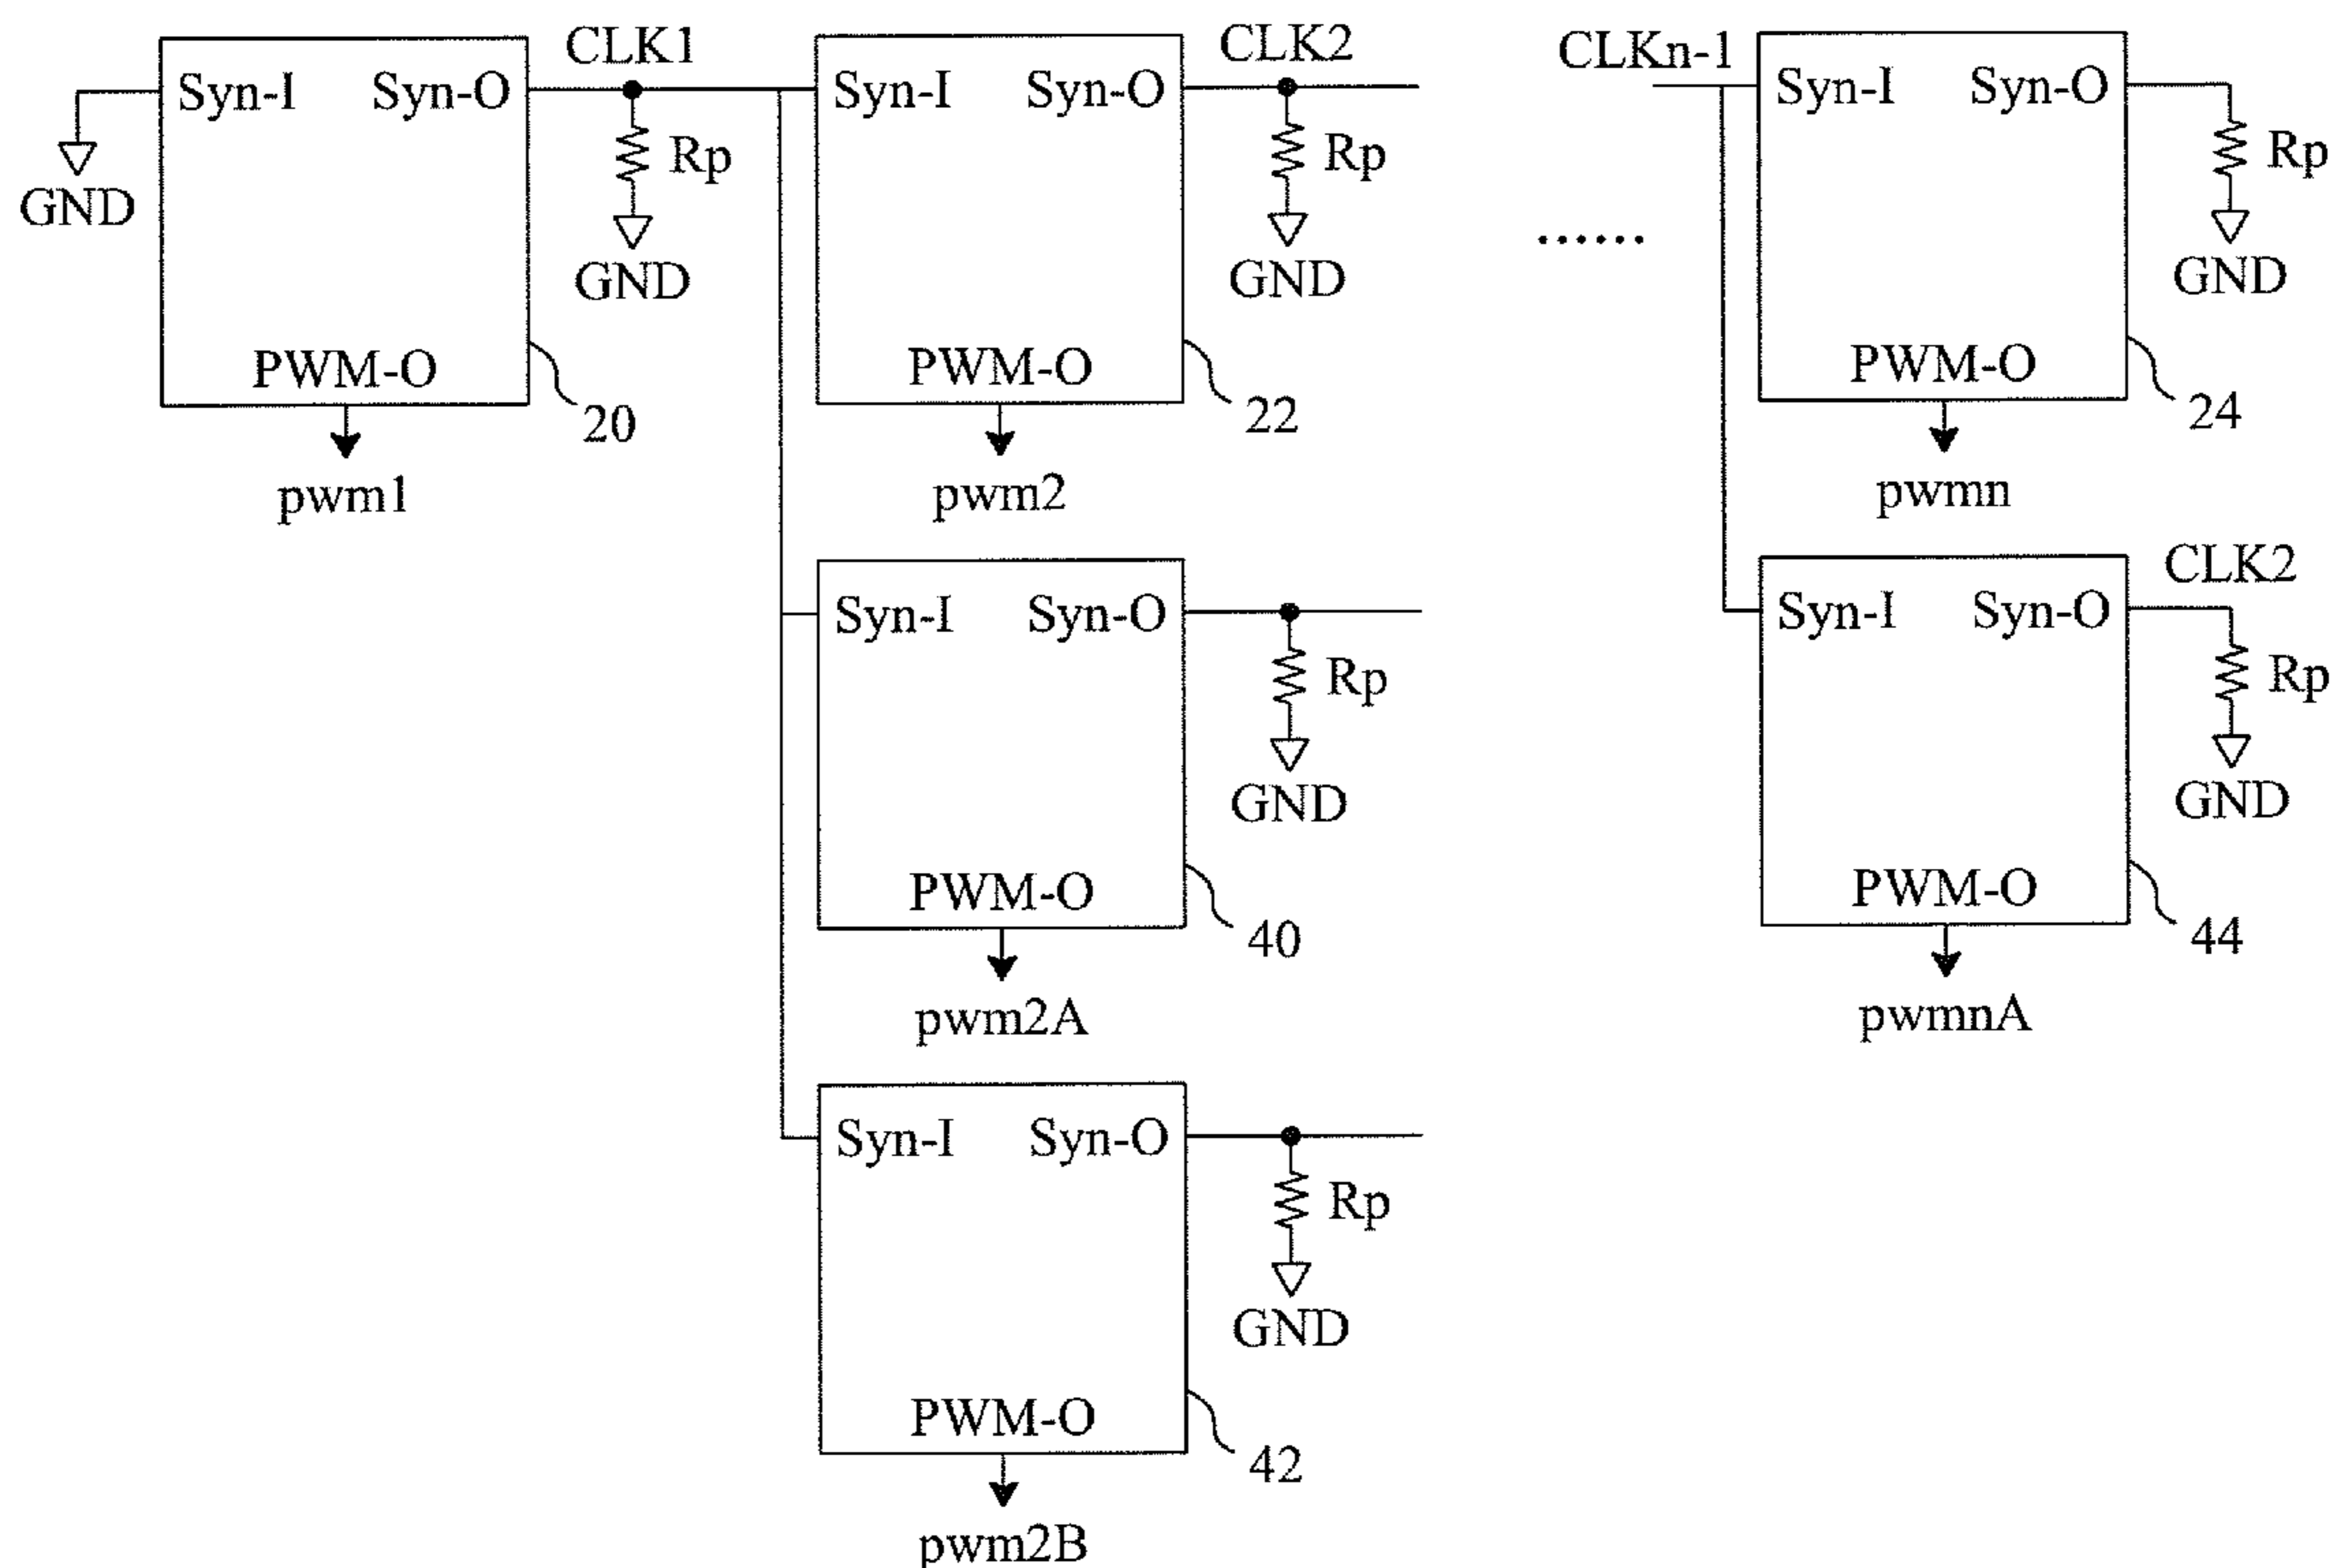 CLK1
Syn-I Syn-O
GND
Rp
GND
PWM-O
20
pwm1
CLK2
Syn-I Syn-O
Rp
GND
PWM-O
22
pwm2
......
CLKn-1
Syn-I Syn-O
Rp
GND
PWM-O
24
pwmn
Syn-I Syn-O
Rp
GND
PWM-O
40
pwm2A
CLK2
Syn-I Syn-O
Rp
GND
PWM-O
44
pwmnA
Syn-I Syn-O
Rp
GND
PWM-O
42
pwm2B